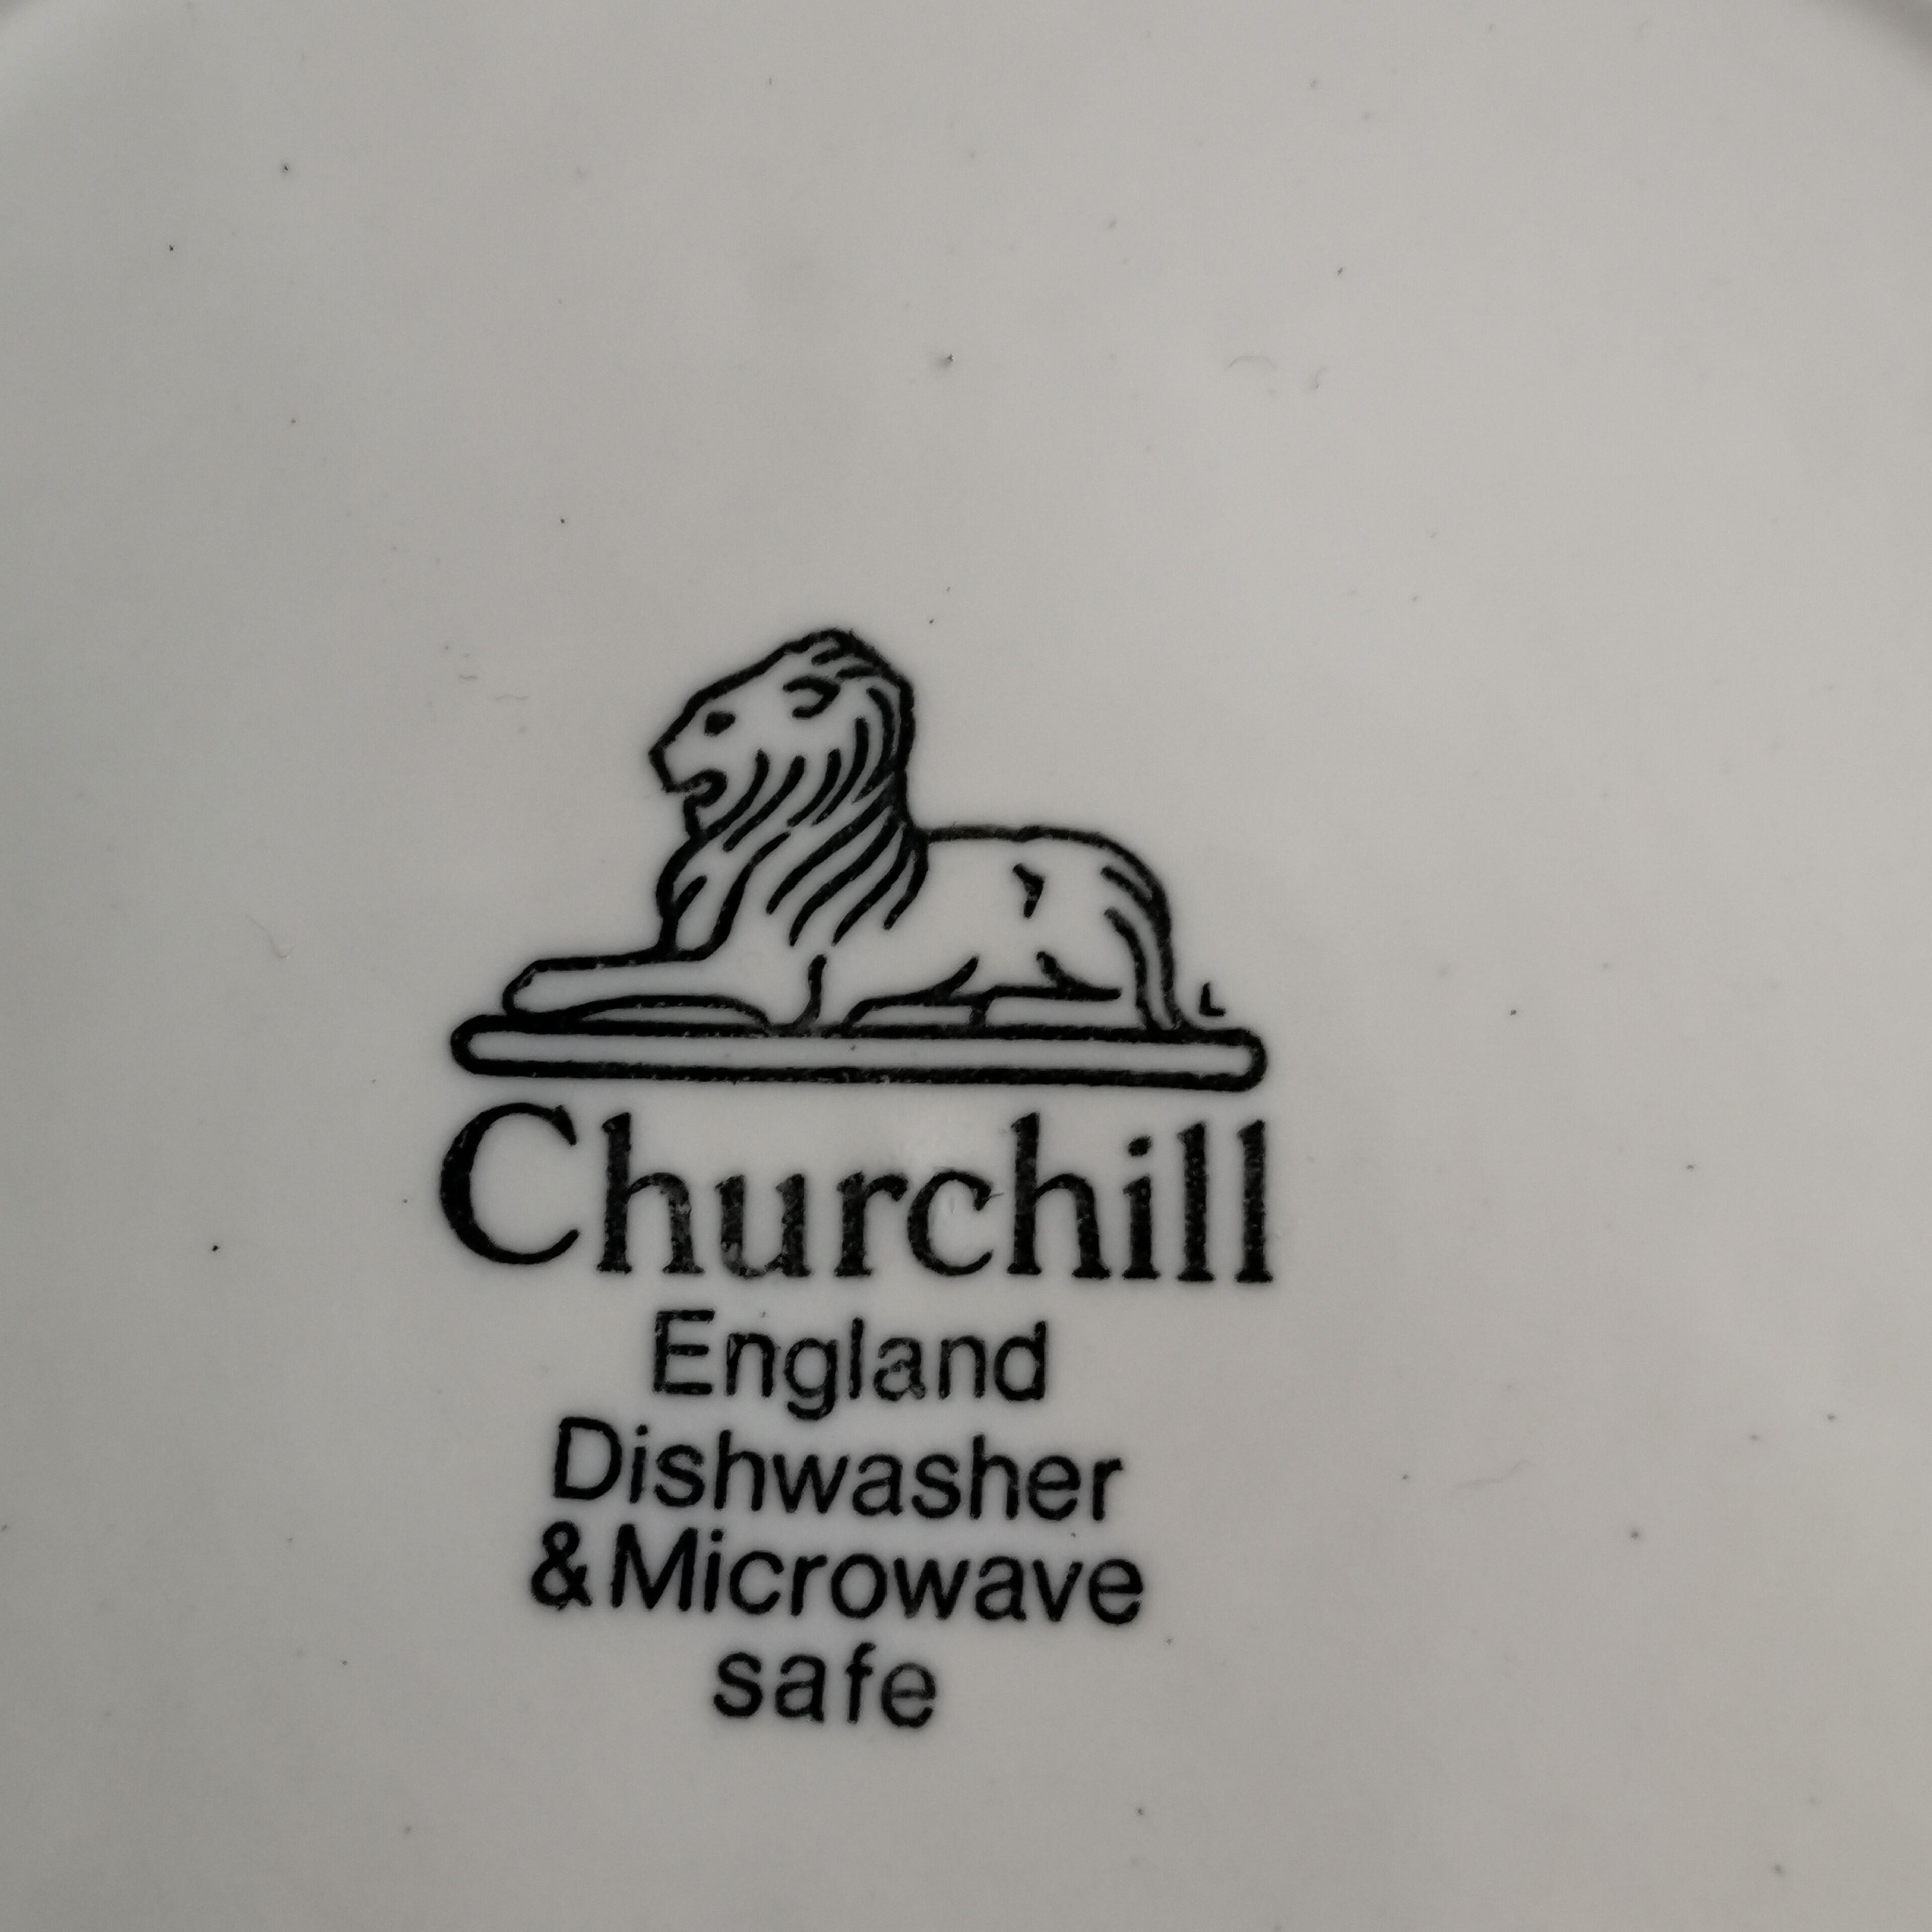 L
Churchill
England
Dishwasher
&Microwave
safe